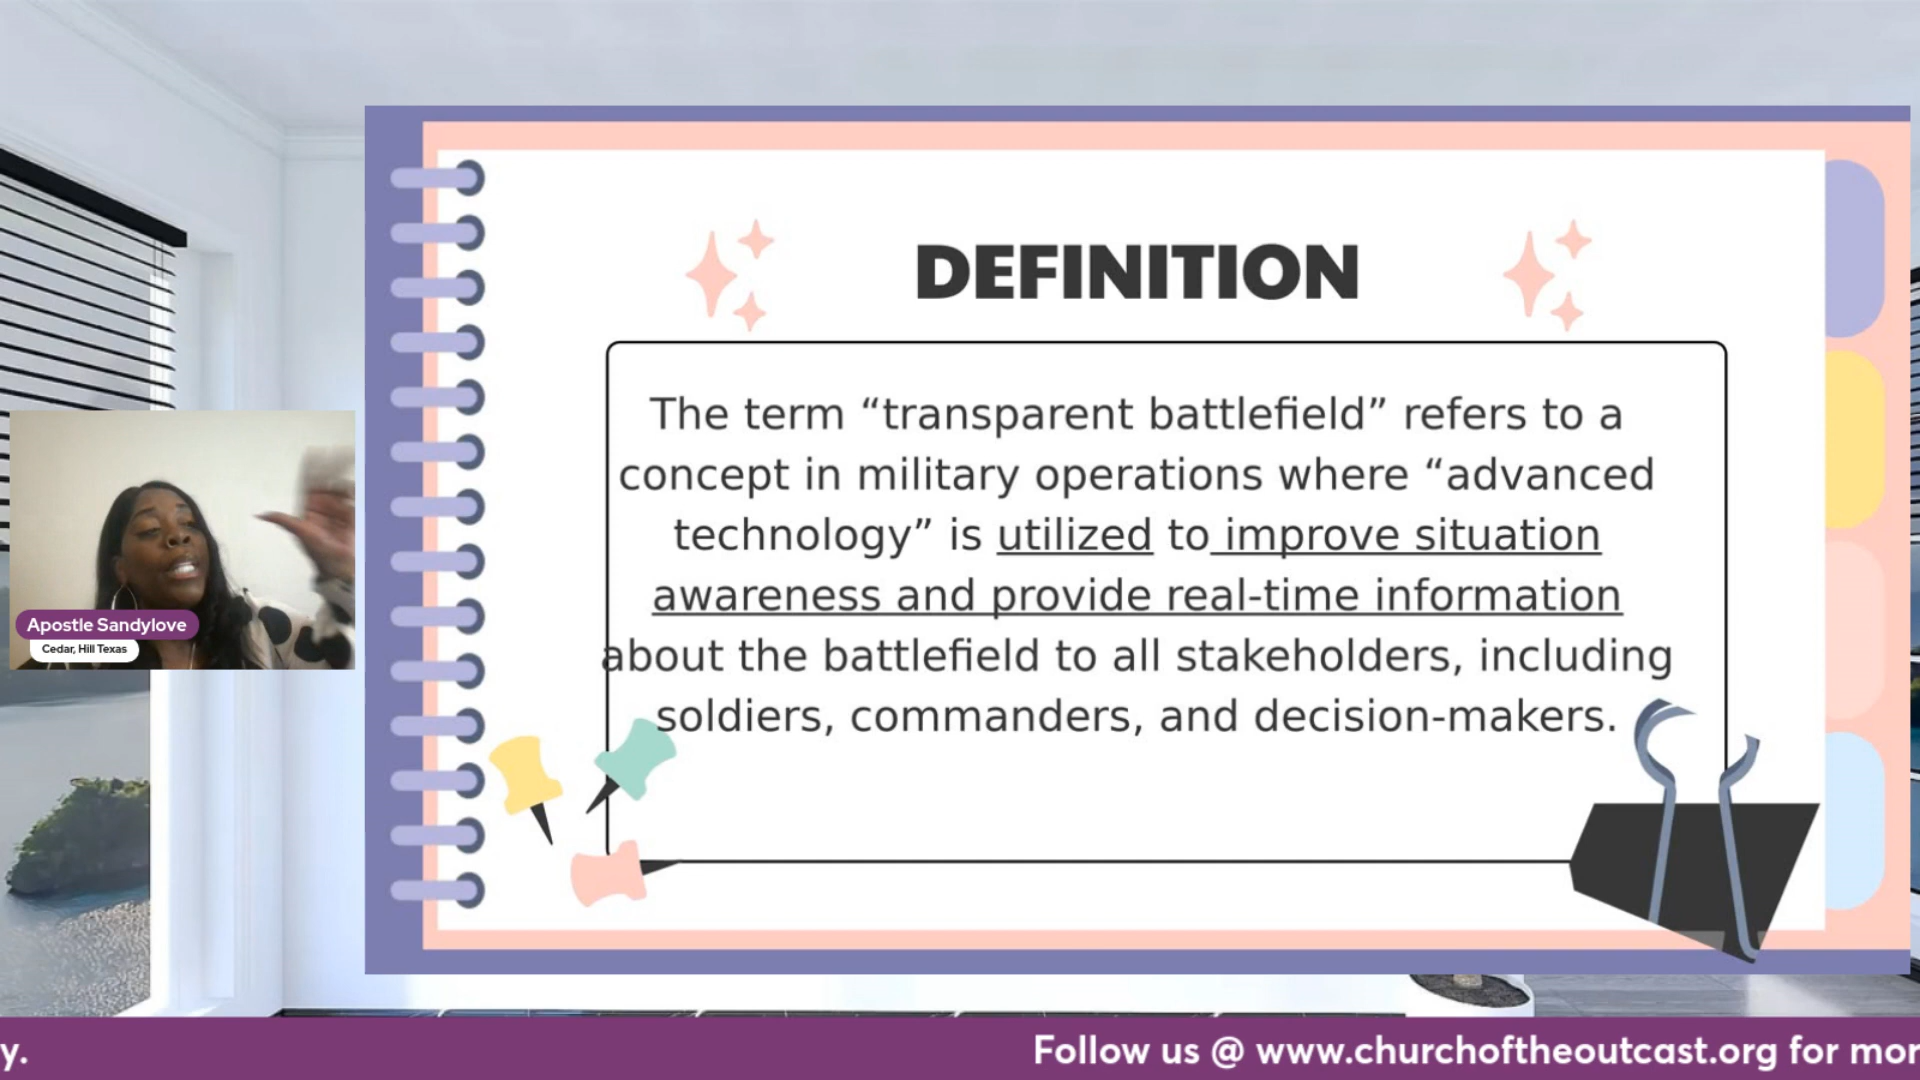 DEFINITION
The term “transparent battlefield” refers to a
concept in military operations where “advanced
technology” is utilized to improve situation
awareness and provide real-time information
about the battlefield to all stakeholders, including
soldiers, commanders, and decision-makers.
Apostle Sandylove
Cedar, Hill Texas
y. Follow us @ www.churchoftheoutcast.org for mor